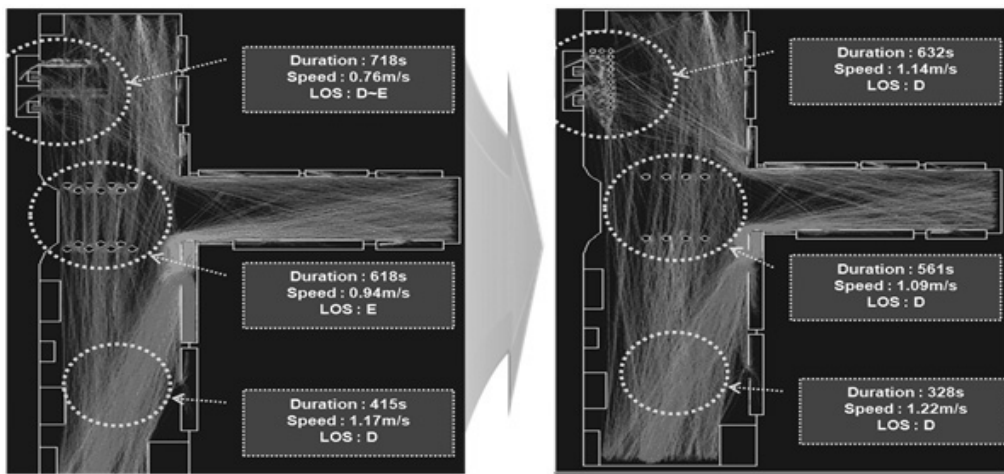 Duration : 718s
Speed : 0.76m/s
LOS : D~E
Duration : 618s
Speed : 0.94m/s
LOS : E
Duration : 415s
Speed : 1.17m/s
LOS : D
Duration : 632s
Speed : 1.14m/s
LOS : D
Duration : 561s
Speed : 1.09m/s
LOS : D
Duration : 328s
Speed : 1.22m/s
LOS : D